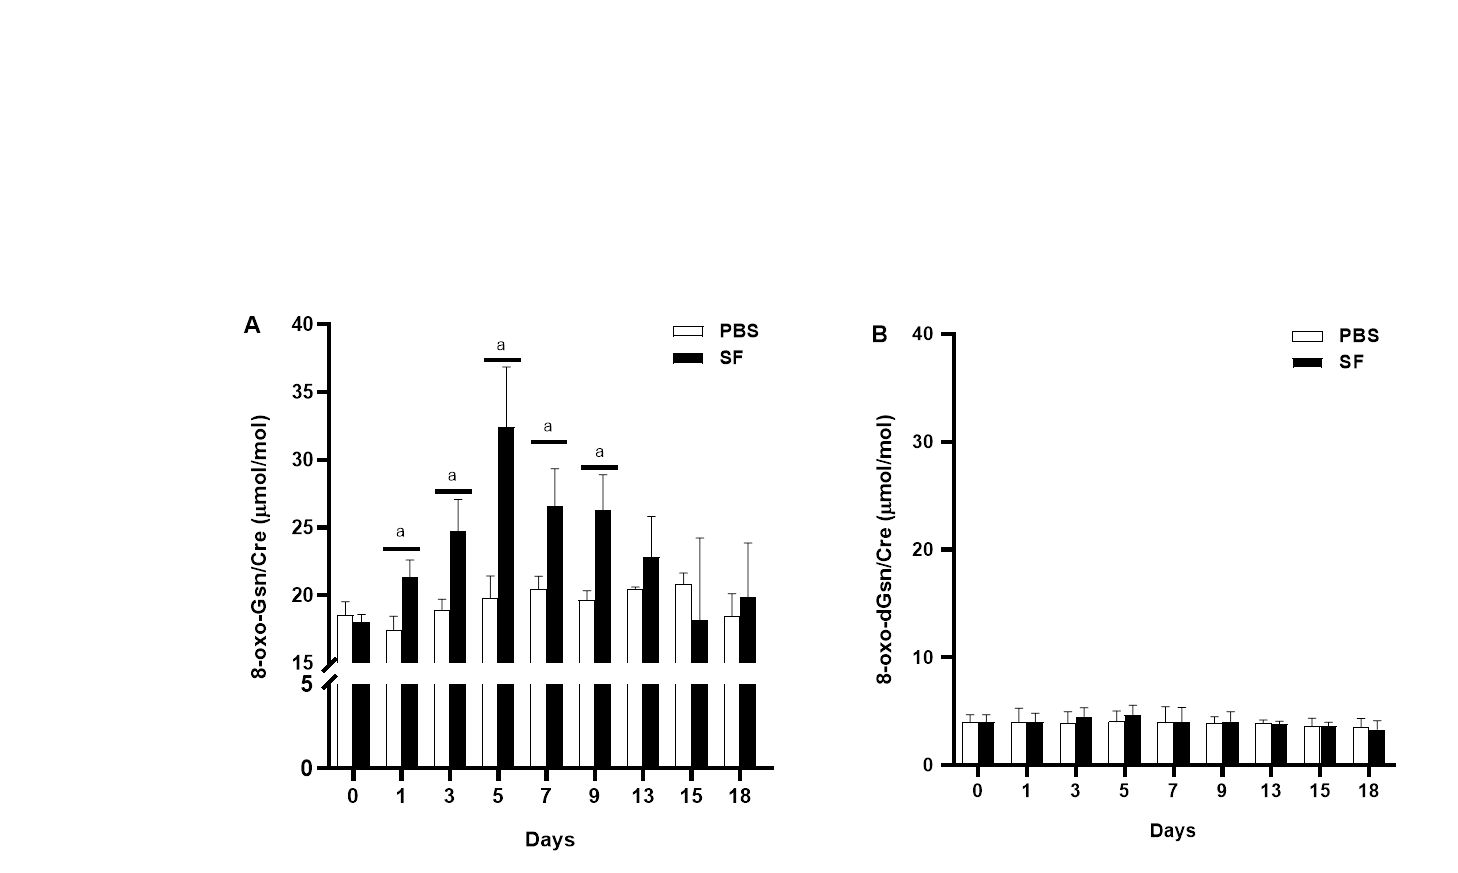 A
8-oxo-Gsn/Cre (μmol/mol)
40
35
30
25
20
15
5
0
a
a
a
a
a
PBS
SF
0 1 3 5 7 9 13 15 18
Days
B
8-oxo-dGsn/Cre (μmol/mol)
40
30
20
10
0
PBS
SF
0 1 3 5 7 9 13 15 18
Days